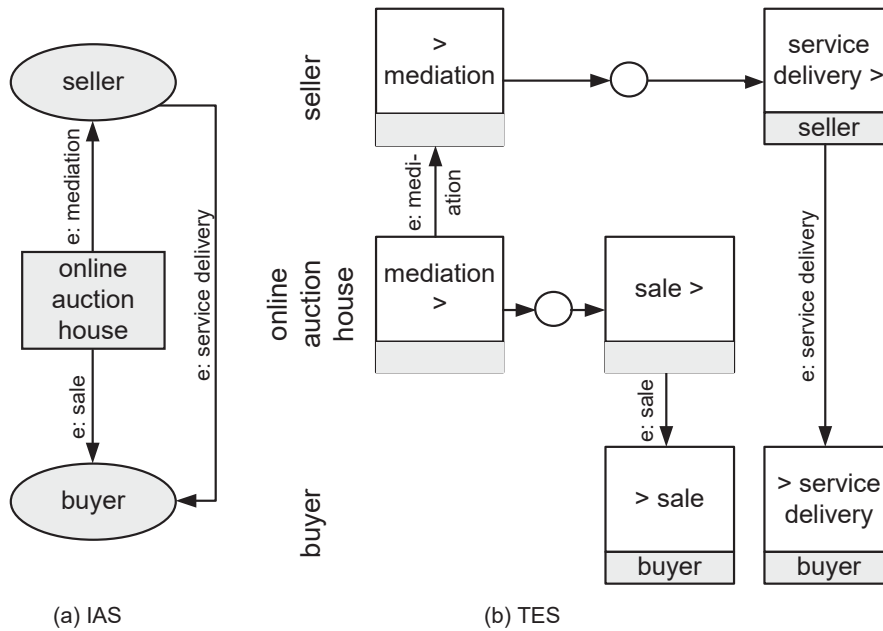 seller
e: mediation
online
auction
house
e: service delivery
e: sale
buyer
(a) IAS
seller
>
mediation
service
delivery >
seller
e: medi-
ation
online
auction
house
mediation
>
sale >
e: service delivery
e: sale
buyer
> sale
buyer
> service
delivery
buyer
(b) TES